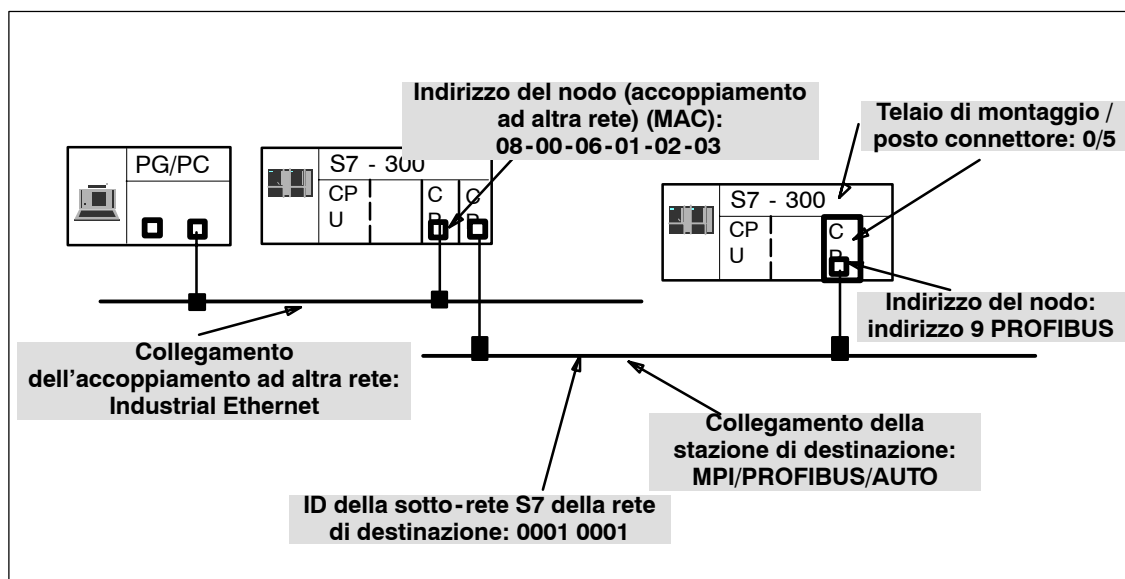 Indirizzo del nodo (accoppiamento
ad altra rete) (MAC):
08-00-06-01-02-03
Telaio di montaggio /
posto connettore: 0/5
PG/PC
S7 - 300
CP
U
C
P
C
P
S7 - 300
CP
U
C
P
Indirizzo del nodo:
indirizzo 9 PROFIBUS
Collegamento
dell'accoppiamento ad altra rete:
Industrial Ethernet
Collegamento della
stazione di destinazione:
MPI/PROFIBUS/AUTO
ID della sotto-rete S7 della rete
di destinazione: 0001 0001